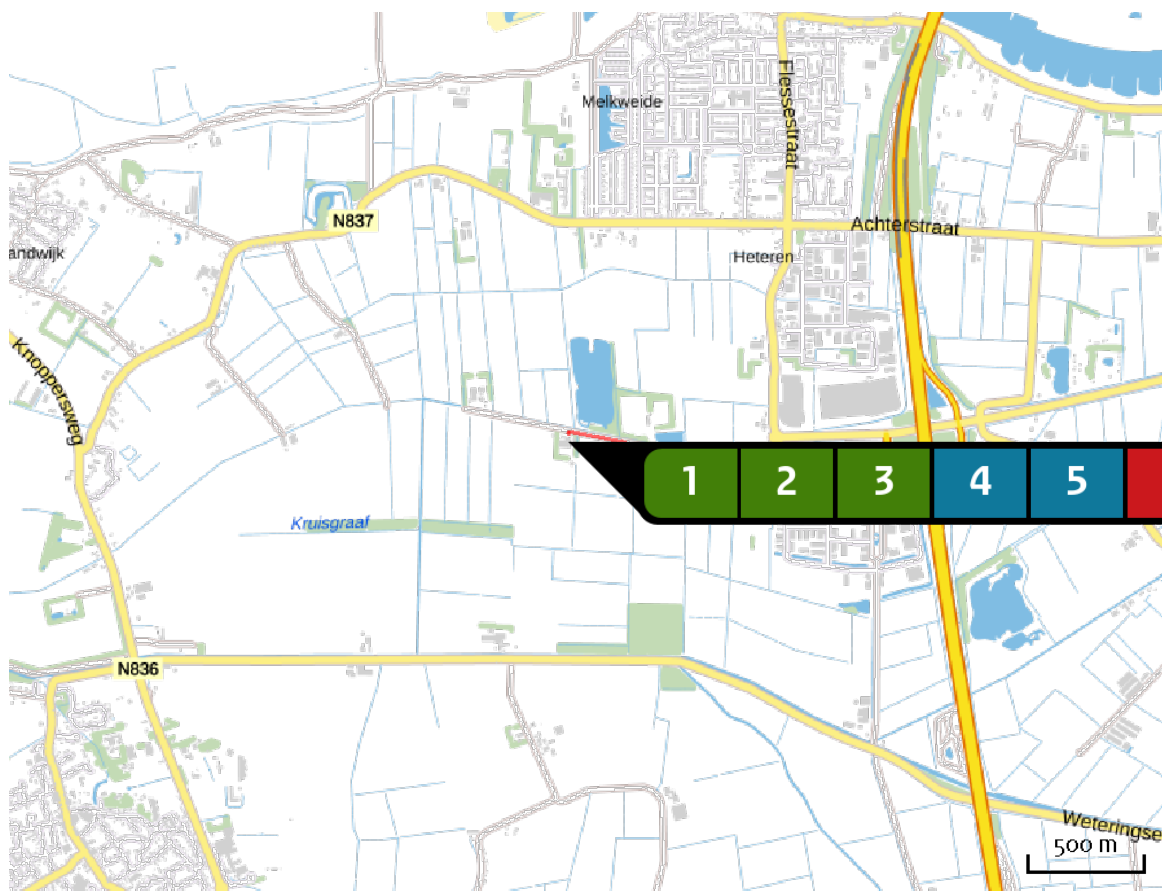 Melkweide
Flessestraat
N837
Achterstraat
andwijk
Heteren
Knoppersweg
1 2 3 4 5
Kruisgraaf
N836
Weteringse
500 m